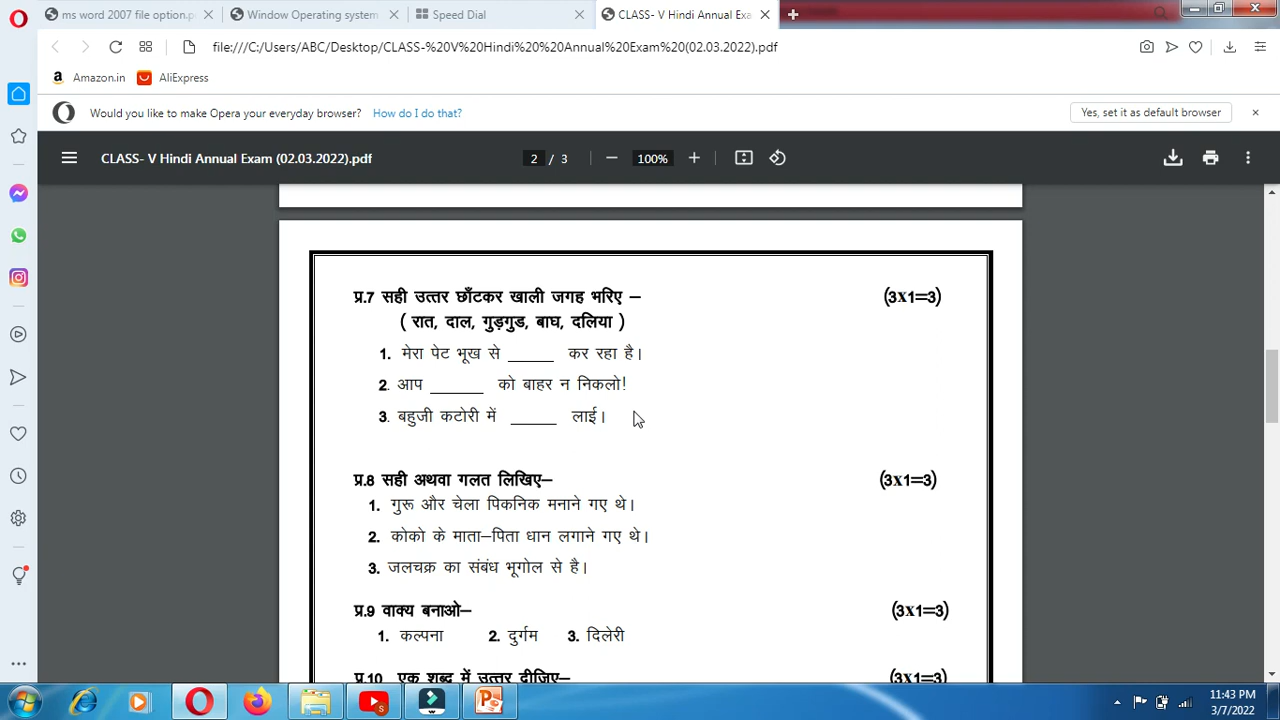 ms word 2007 file option.p
Window Operating system
Speed Dial
CLASS- V Hindi Annual Exa
file:///C:/Users/ABC/Desktop/CLASS-%20V%20Hindi%20%20Annual%20Exam%20(02.03.2022).pdf
Amazon.in
AliExpress
Would you like to make Opera your everyday browser? How do I do that?
Yes, set it as default browser
CLASS- V Hindi Annual Exam (02.03.2022).pdf
2 / 3
100%
प्र.7 सही उत्तर छाँटकर खाली जगह भरिए – (3x1=3)
( रात, दाल, गुड़गुड, बाघ, दलिया )
1. मेरा पेट भूख से _____ कर रहा है।
2. आप ______ को बाहर न निकलो!
3. बहुजी कटोरी में _____ लाई।
प्र.8 सही अथवा गलत लिखिए– (3x1=3)
1. गुरू और चेला पिकनिक मनाने गए थे।
2. कोको के माता–पिता धान लगाने गए थे।
3. जलचक्र का संबंध भूगोल से है।
प्र.9 वाक्य बनाओ– (3x1=3)
1. कल्पना 2. दुर्गम 3. दिलेरी
प्र.10 एक शब्द में उत्तर दीजिए– (3x1=3)
11:43 PM
3/7/2022